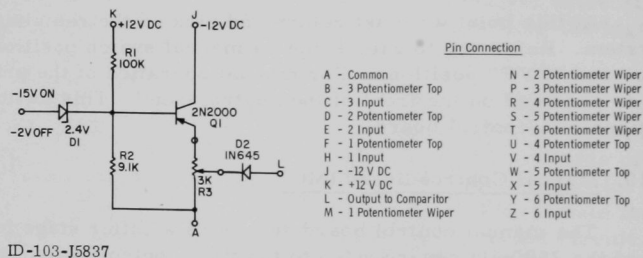 K
+12V DC
J
-12V DC
R1
100K
-15V ON
-2V OFF
2.4V
D1
2N2000
Q1
R2
9.1K
D2
1N645
L
3K
R3
A
ID-103-J5837
Pin Connection
A - Common
B - 3 Potentiometer Top
C - 3 Input
D - 2 Potentiometer Top
E - 2 Input
F - 1 Potentiometer Top
H - 1 Input
J - -12 V DC
K - +12 V DC
L - Output to Comparitor
M - 1 Potentiometer Wiper
N - 2 Potentiometer Wiper
P - 3 Potentiometer Wiper
R - 4 Potentiometer Wiper
S - 5 Potentiometer Wiper
T - 6 Potentiometer Wiper
U - 4 Potentiometer Top
V - 4 Input
W - 5 Potentiometer Top
X - 5 Input
Y - 6 Potentiometer Top
Z - 6 Input